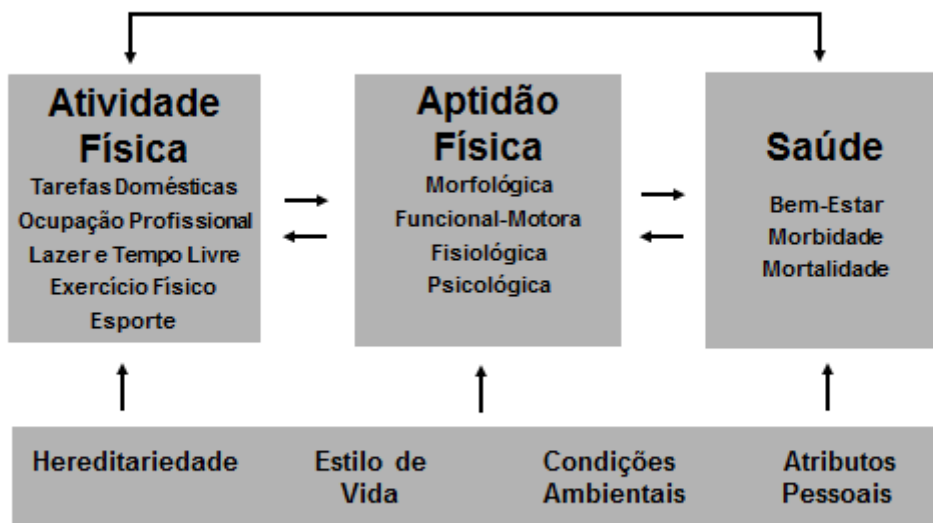 Atividade
Física
Tarefas Domésticas
Ocupação Profissional
Lazer e Tempo Livre
Exercício Físico
Esporte
Aptidão
Física
Morfológica
Funcional-Motora
Fisiológica
Psicológica
Saúde
Bem-Estar
Morbidade
Mortalidade
Hereditariedade
Estilo de
Vida
Condições
Ambientais
Atributos
Pessoais